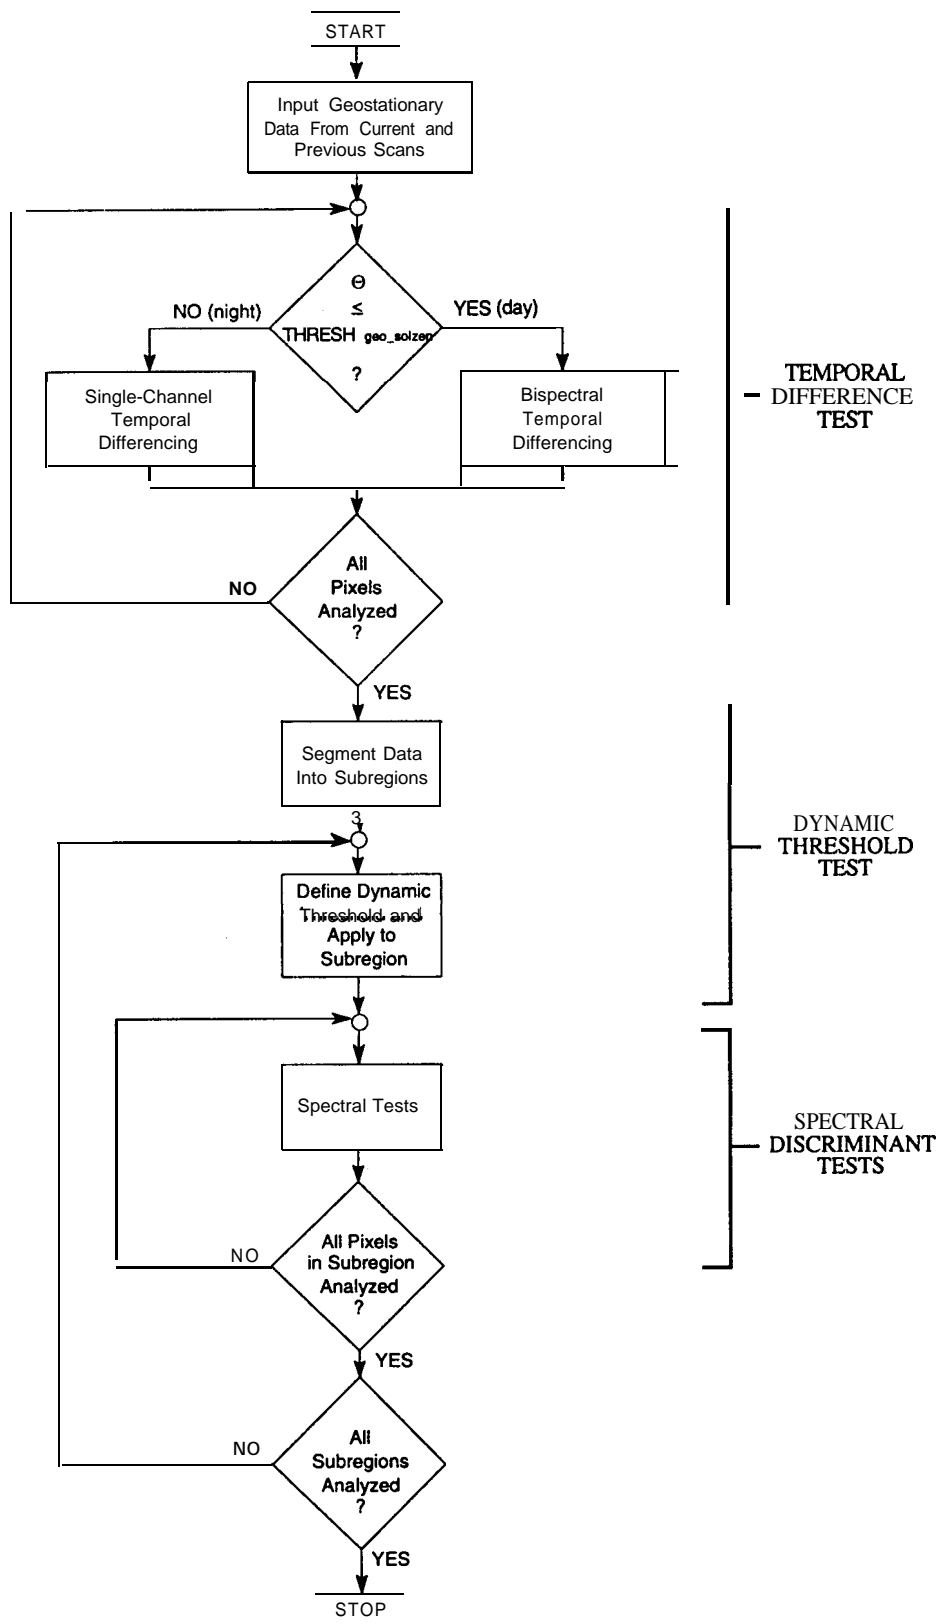 START
Input Geostationary
Data From Current and
Previous Scans
Θ
≤
THRESH geo_solzen
?
NO (night)
YES (day)
Single-Channel
Temporal
Differencing
Bispectral
Temporal
Differencing
TEMPORAL
DIFFERENCE
TEST
All
Pixels
Analyzed
?
NO
YES
Segment Data
Into Subregions
3
Define Dynamic
Threshold and
Apply to
Subregion
DYNAMIC
THRESHOLD
TEST
Spectral Tests
SPECTRAL
DISCRIMINANT
TESTS
All Pixels
in Subregion
Analyzed
?
NO
YES
All
Subregions
Analyzed
?
NO
YES
STOP